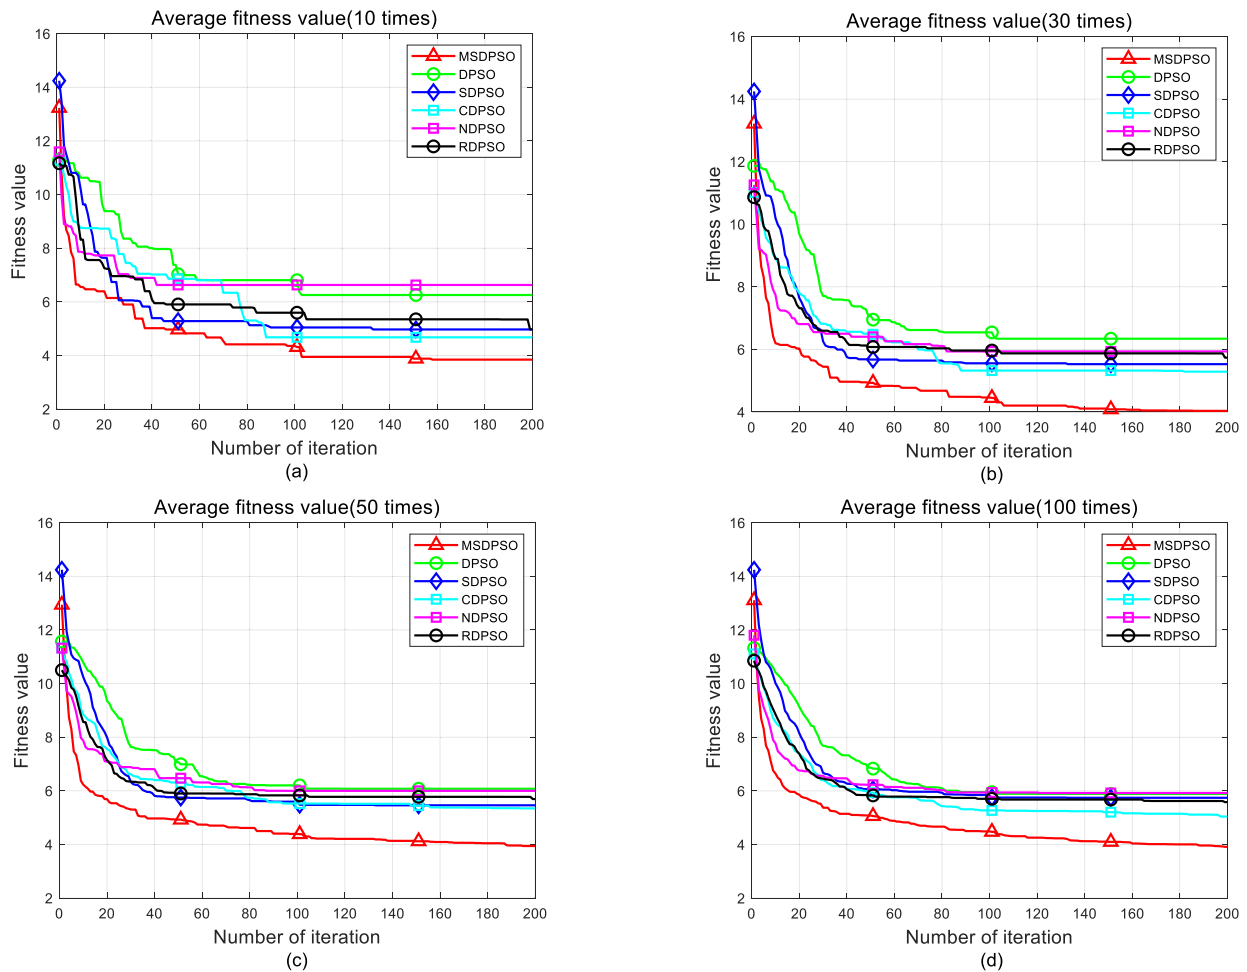 Average fitness value(10 times)
Fitness value
16
14
12
10
8
6
4
2
MSDPSO
DPSO
SDPSO
CDPSO
NDPSO
RDPSO
0 20 40 60 80 100 120 140 160 180 200
Number of iteration
(a)
Average fitness value(30 times)
Fitness value
16
14
12
10
8
6
4
MSDPSO
DPSO
SDPSO
CDPSO
NDPSO
RDPSO
0 20 40 60 80 100 120 140 160 180 200
Number of iteration
(b)
Average fitness value(50 times)
Fitness value
16
14
12
10
8
6
4
2
MSDPSO
DPSO
SDPSO
CDPSO
NDPSO
RDPSO
0 20 40 60 80 100 120 140 160 180 200
Number of iteration
(c)
Average fitness value(100 times)
Fitness value
16
14
12
10
8
6
4
2
MSDPSO
DPSO
SDPSO
CDPSO
NDPSO
RDPSO
0 20 40 60 80 100 120 140 160 180 200
Number of iteration
(d)